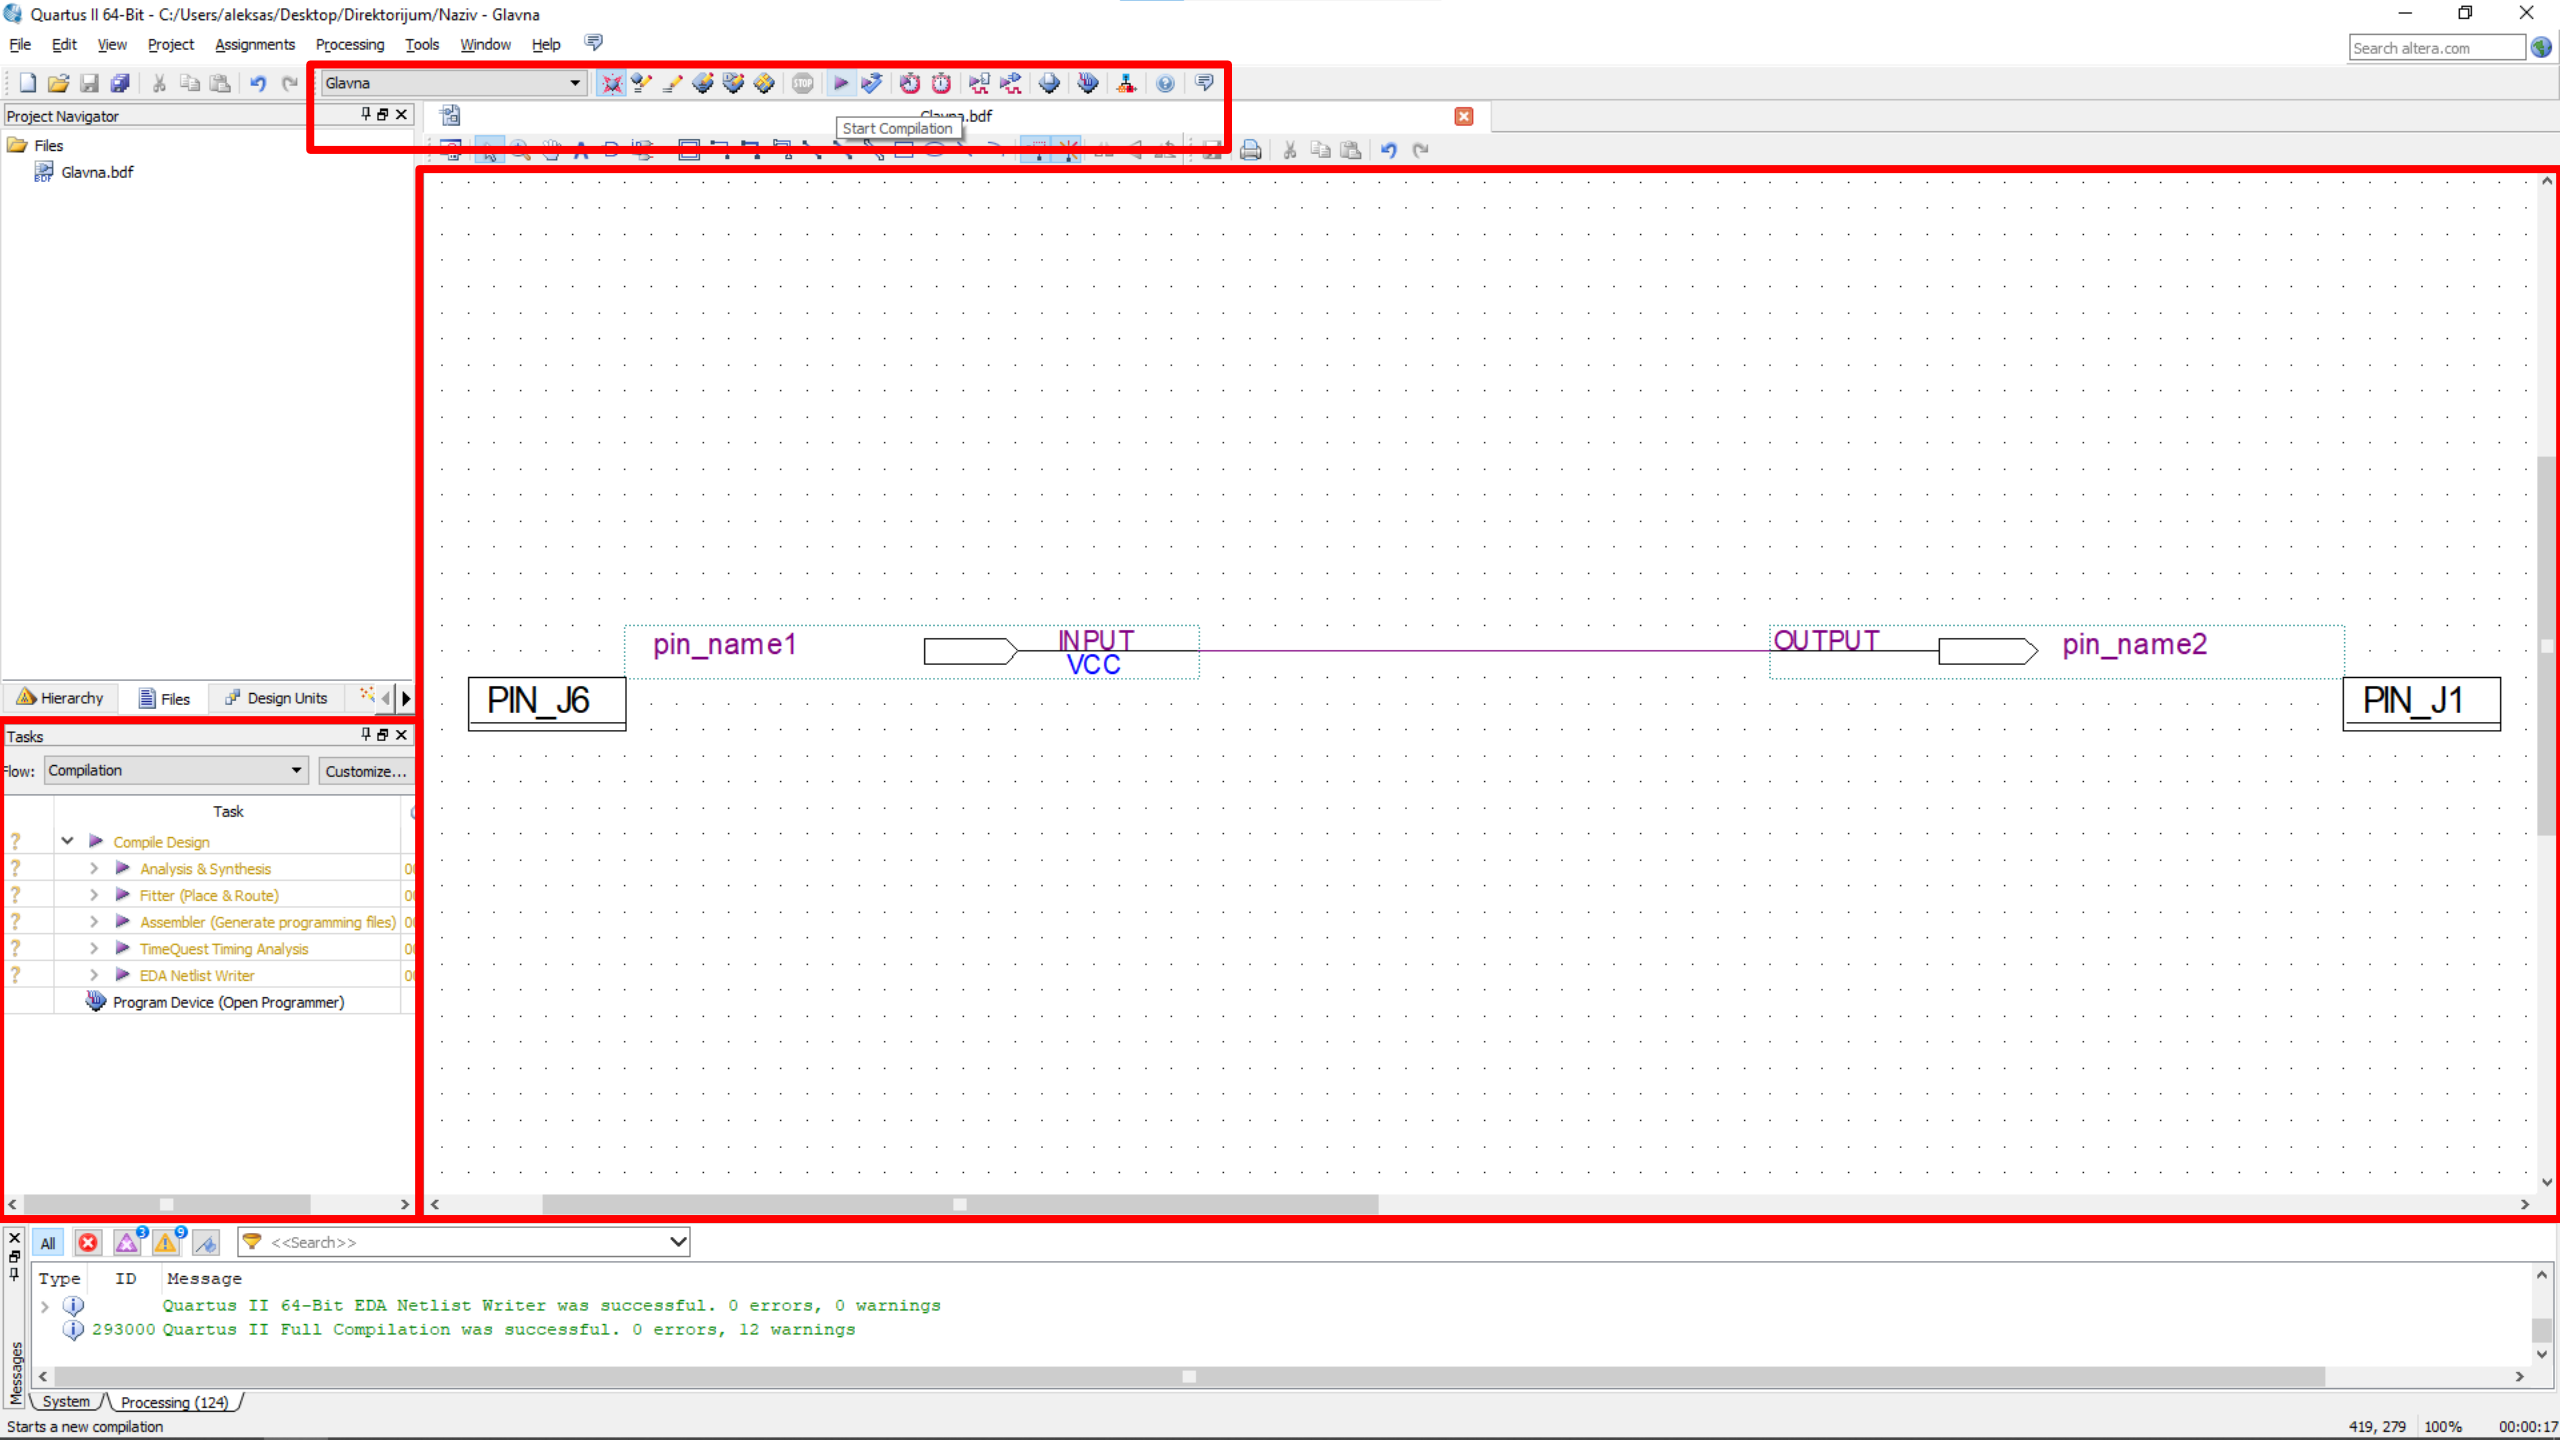 Quartus II 64-Bit - C:/Users/aleksas/Desktop/Direktorijum/Naziv - Glavna
File Edit View Project Assignments Processing Tools Window Help
Search altera.com
Glavna
STOP
Project Navigator
Glavna.bdf
Start Compilation
Files
Glavna.bdf
pin_name1
INPUT
VCC
OUTPUT
pin_name2
PIN_J6
PIN_J1
Hierarchy Files Design Units
Tasks
Flow: Compilation Customize...
Task
Compile Design
Analysis & Synthesis
Fitter (Place & Route)
Assembler (Generate programming files)
TimeQuest Timing Analysis
EDA Netlist Writer
Program Device (Open Programmer)
All 3 9 <<Search>>
Type ID Message
Quartus II 64-Bit EDA Netlist Writer was successful. 0 errors, 0 warnings
293000 Quartus II Full Compilation was successful. 0 errors, 12 warnings
Messages
System Processing (124)
Starts a new compilation
419, 279 100% 00:00:17